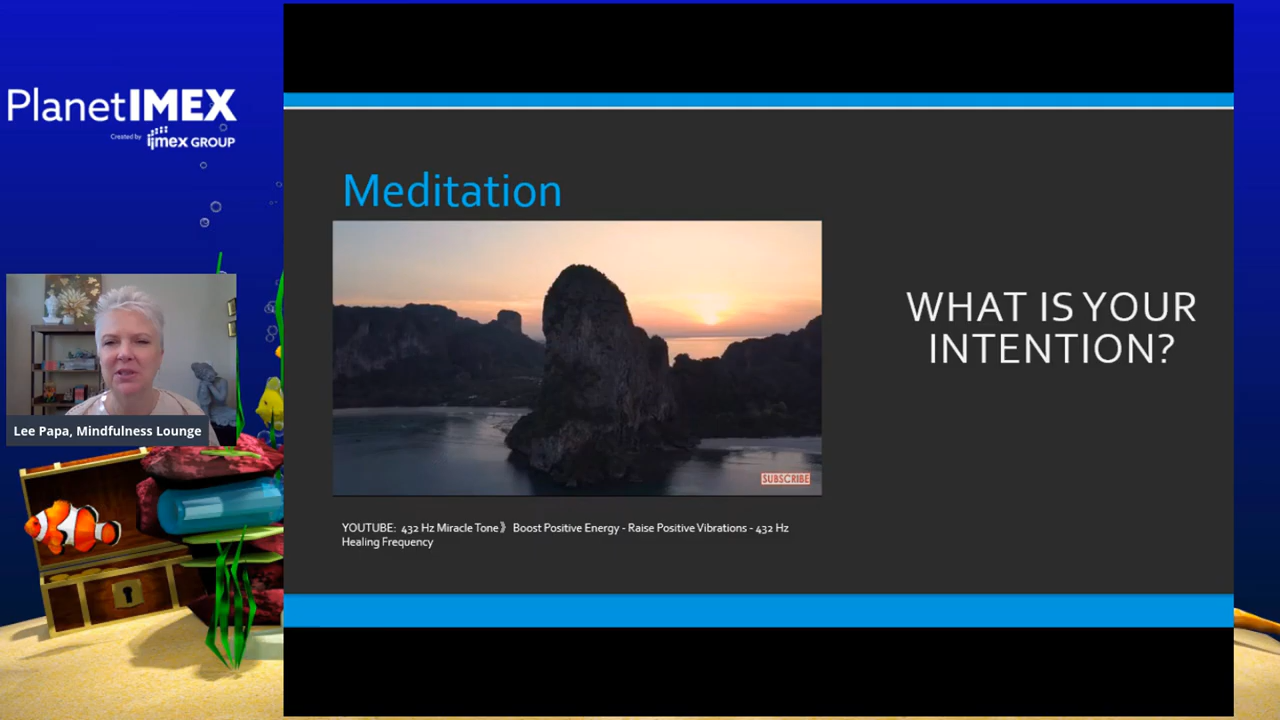 PlanetIMEX
Created by imex GROUP
Lee Papa, Mindfulness Lounge
Meditation
SUBSCRIBE
YOUTUBE: 432 Hz Miracle Tone》 Boost Positive Energy - Raise Positive Vibrations - 432 Hz
Healing Frequency
WHAT IS YOUR
INTENTION?